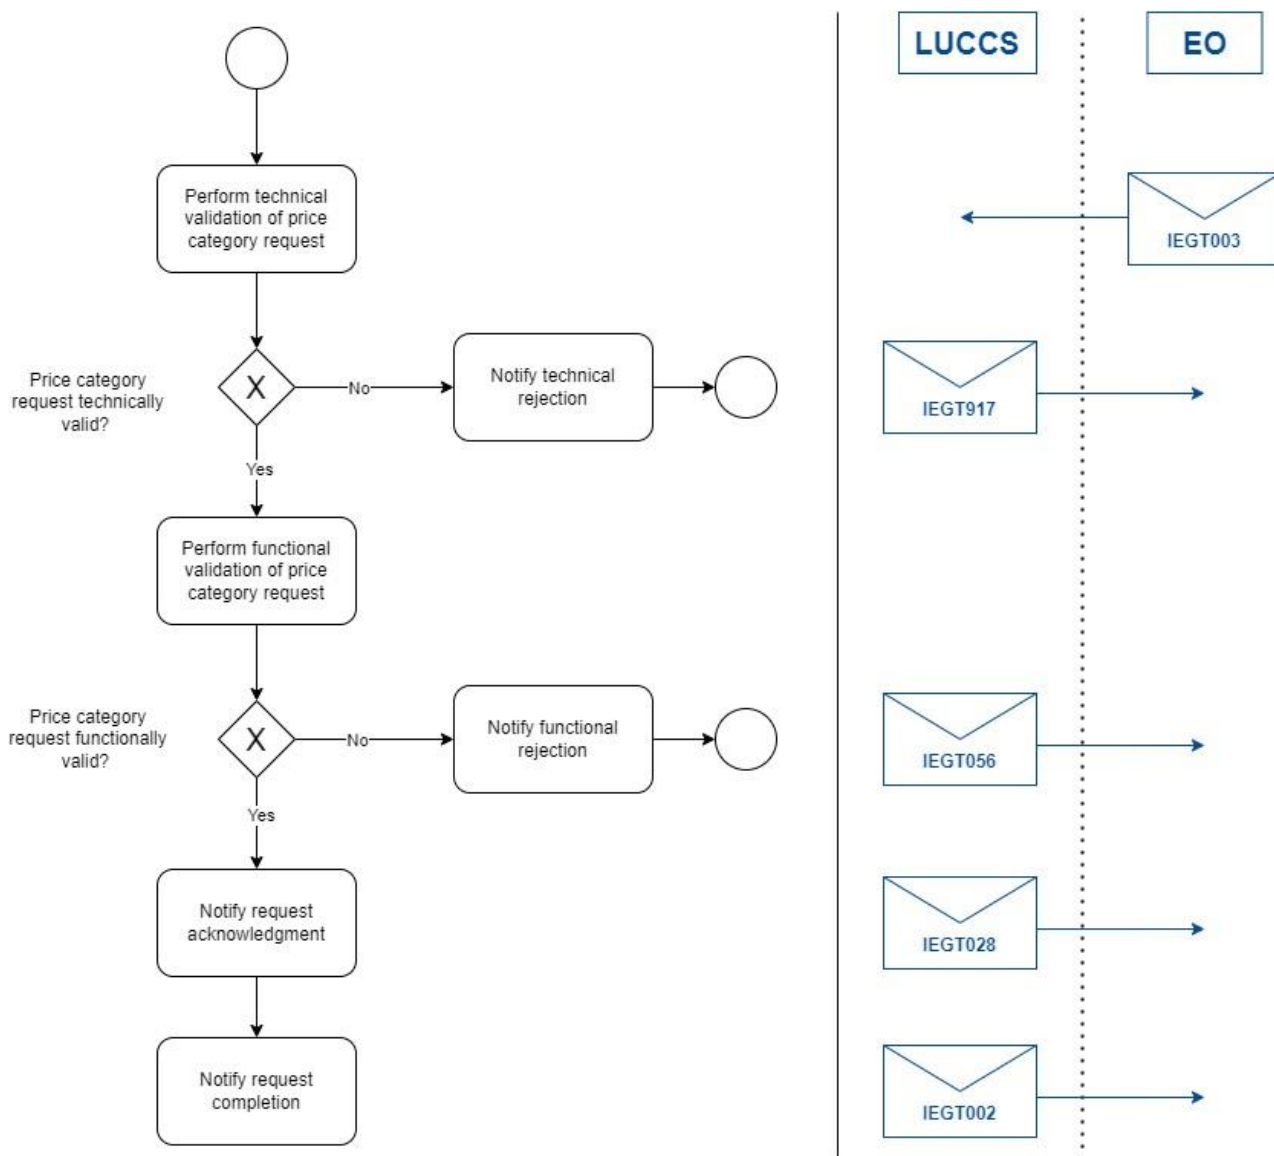 LUCCS
EO
Perform technical
validation of price
category request
IEGT003
Price category
request technically
valid?
X
No
Notify technical
rejection
IEGT917
Yes
Perform functional
validation of price
category request
Price category
request functionally
valid?
X
No
Notify functional
rejection
IEGT056
Yes
Notify request
acknowledgment
IEGT028
Notify request
completion
IEGT002